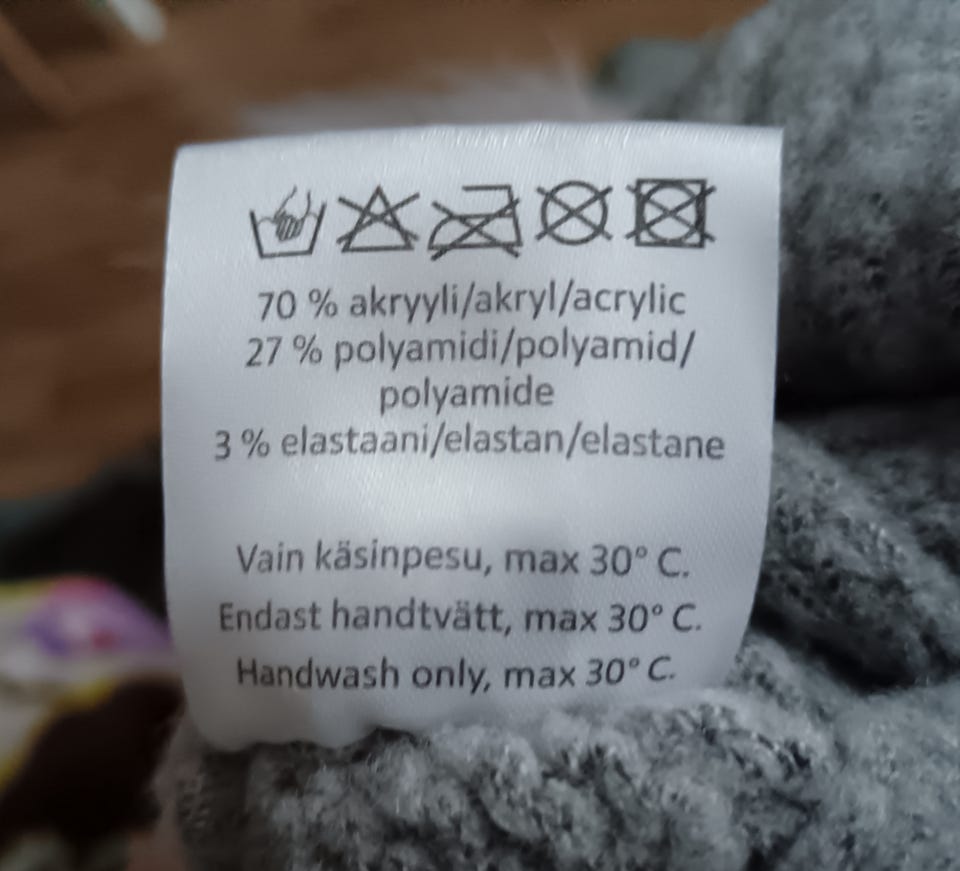 70 % akryyli/akryl/acrylic
27 % polyamidi/polyamid/
polyamide
3 % elastaani/elastan/elastane
Vain käsinpesu, max 30° C.
Endast handtvätt, max 30° C.
Handwash only, max 30° C.